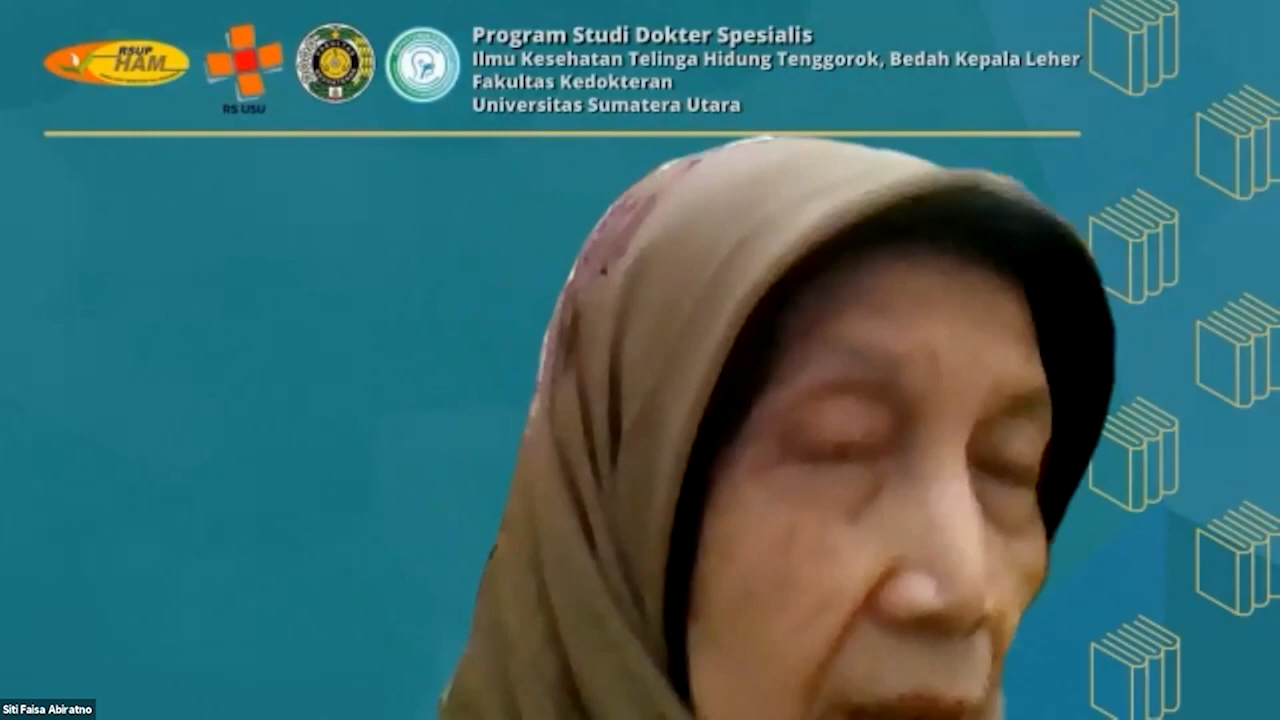 RSUP
HAM
RS USU
Program Studi Dokter Spesialis
Ilmu Kesehatan Telinga Hidung Tenggorok, Bedah Kepala Leher
Fakultas Kedokteran
Universitas Sumatera Utara
Siti Faisa Abiratno